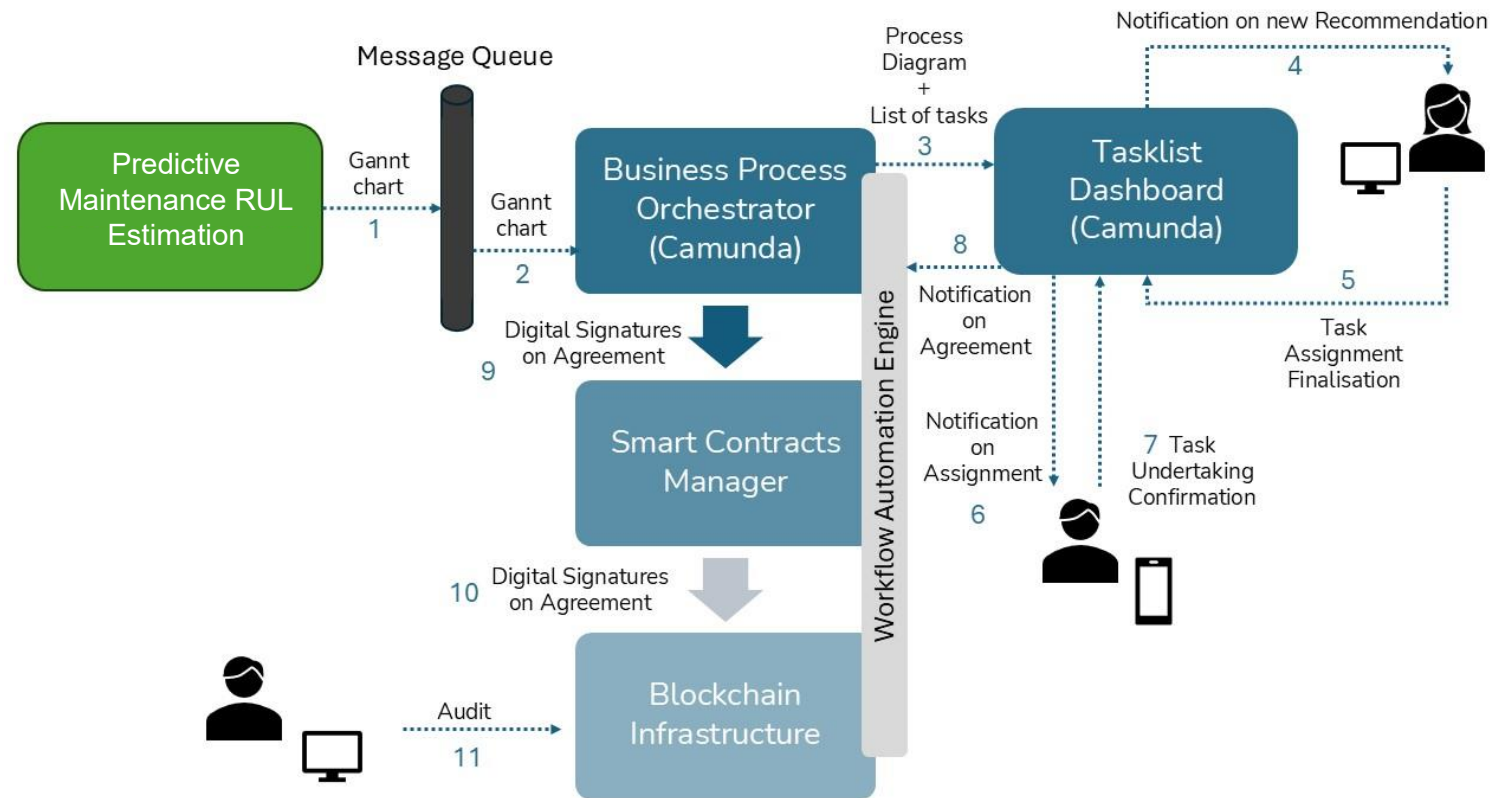 Notification on new Recommendation
4
Message Queue
Process
Diagram
+
List of tasks
3
Predictive
Maintenance RUL
Estimation
Gannt
chart
1
Gannt
chart
2
Business Process
Orchestrator
(Camunda)
Tasklist
Dashboard
(Camunda)
8
Notification
on
Agreement
5
Task
Assignment
Finalisation
Digital Signatures
on Agreement
9
Workflow Automation Engine
Smart Contracts
Manager
Notification
on
Assignment
6
7 Task
Undertaking
Confirmation
10
Digital Signatures
on Agreement
Blockchain
Infrastructure
Audit
11